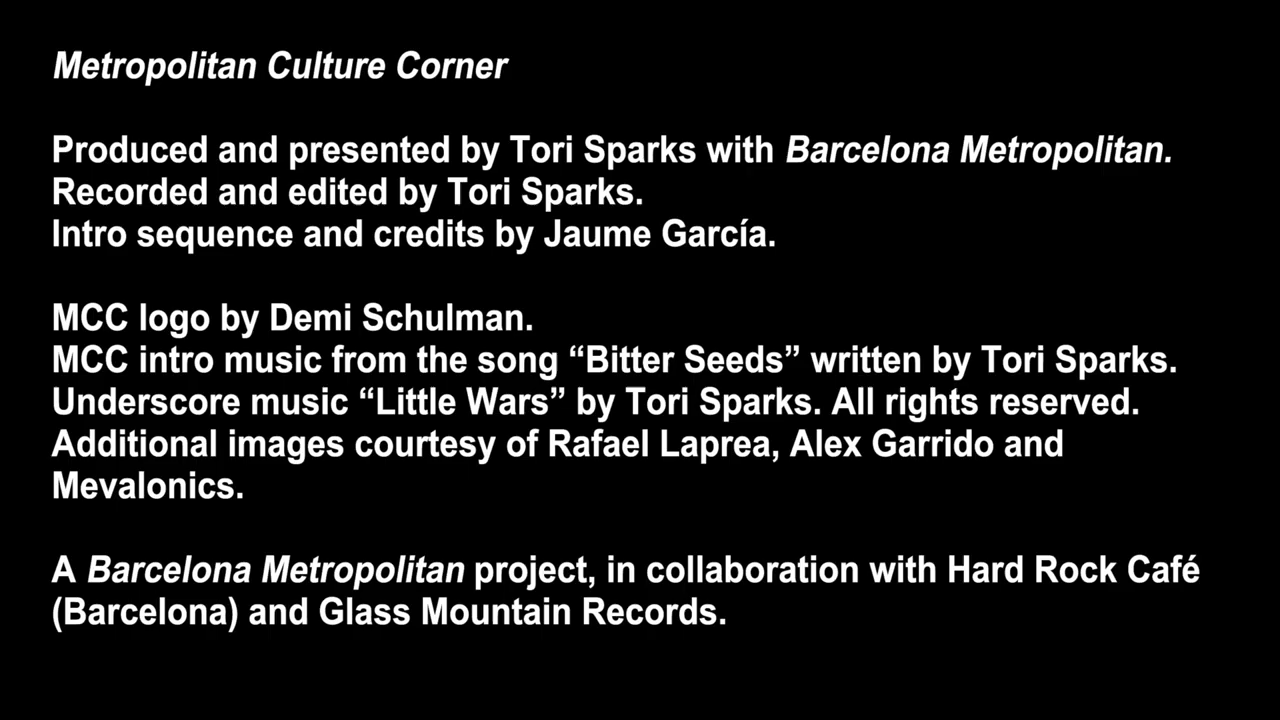 Metropolitan Culture Corner
Produced and presented by Tori Sparks with Barcelona Metropolitan.
Recorded and edited by Tori Sparks.
Intro sequence and credits by Jaume García.
MCC logo by Demi Schulman.
MCC intro music from the song “Bitter Seeds” written by Tori Sparks.
Underscore music “Little Wars” by Tori Sparks. All rights reserved.
Additional images courtesy of Rafael Laprea, Alex Garrido and
Mevalonics.
A Barcelona Metropolitan project, in collaboration with Hard Rock Café
(Barcelona) and Glass Mountain Records.